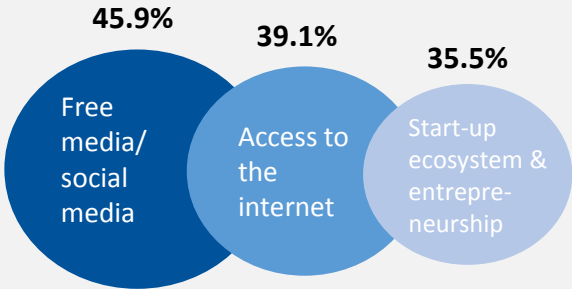 45.9%
39.1%
35.5%
Free
media/
social
media
Access to
the
internet
Start-up
ecosystem &
entrepre-
neurship